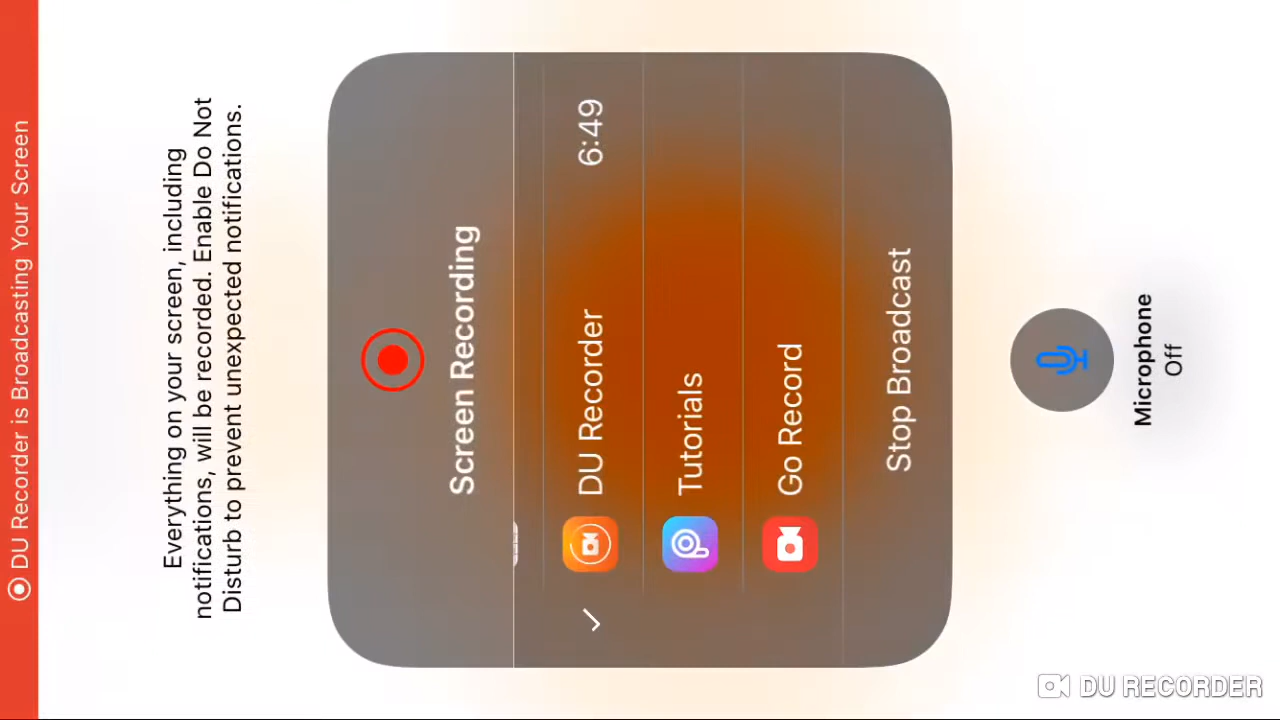 DU Recorder is Broadcasting Your Screen
Everything on your screen, including
notifications, will be recorded. Enable Do Not
Disturb to prevent unexpected notifications.
Screen Recording
DU Recorder 6:49
Tutorials
Go Record
Stop Broadcast
Microphone
Off
DU RECORDER